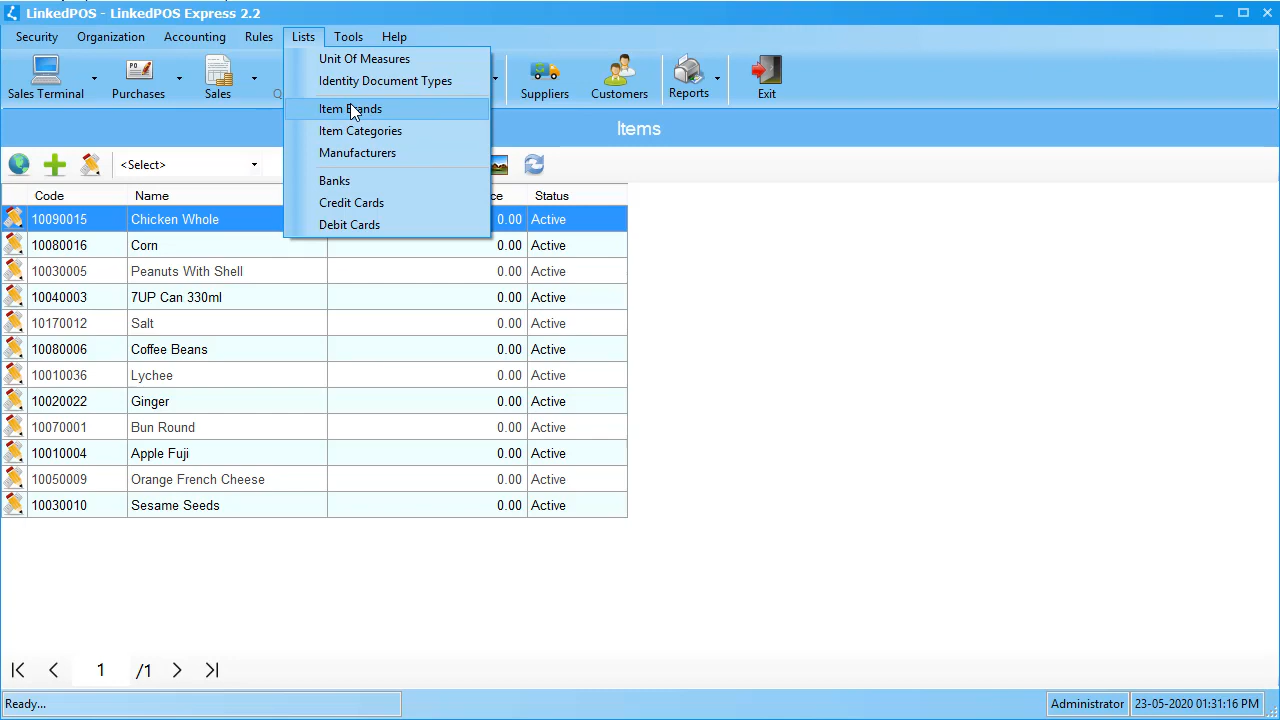 LinkedPOS - LinkedPOS Express 2.2
Security Organization Accounting Rules Lists Tools Help
Unit Of Measures
Identity Document Types
Item Brands
Item Categories
Manufacturers
Banks
Credit Cards
Debit Cards
Sales Terminal Purchases Sales Suppliers Customers Reports Exit
Items
<Select>
Code Name Status
10090015 Chicken Whole 0.00 Active
10080016 Corn 0.00 Active
10030005 Peanuts With Shell 0.00 Active
10040003 7UP Can 330ml 0.00 Active
10170012 Salt 0.00 Active
10080006 Coffee Beans 0.00 Active
10010036 Lychee 0.00 Active
10020022 Ginger 0.00 Active
10070001 Bun Round 0.00 Active
10010004 Apple Fuji 0.00 Active
10050009 Orange French Cheese 0.00 Active
10030010 Sesame Seeds 0.00 Active
1 /1
Ready... Administrator 23-05-2020 01:31:16 PM